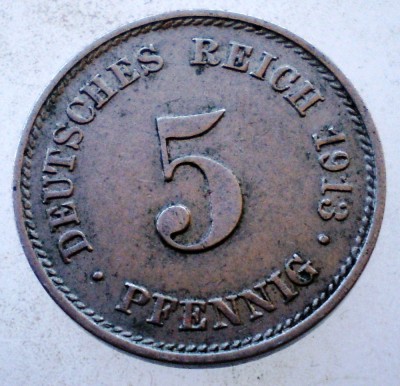 DEUTSCHES REICH 1913
5
· PFENNIG ·